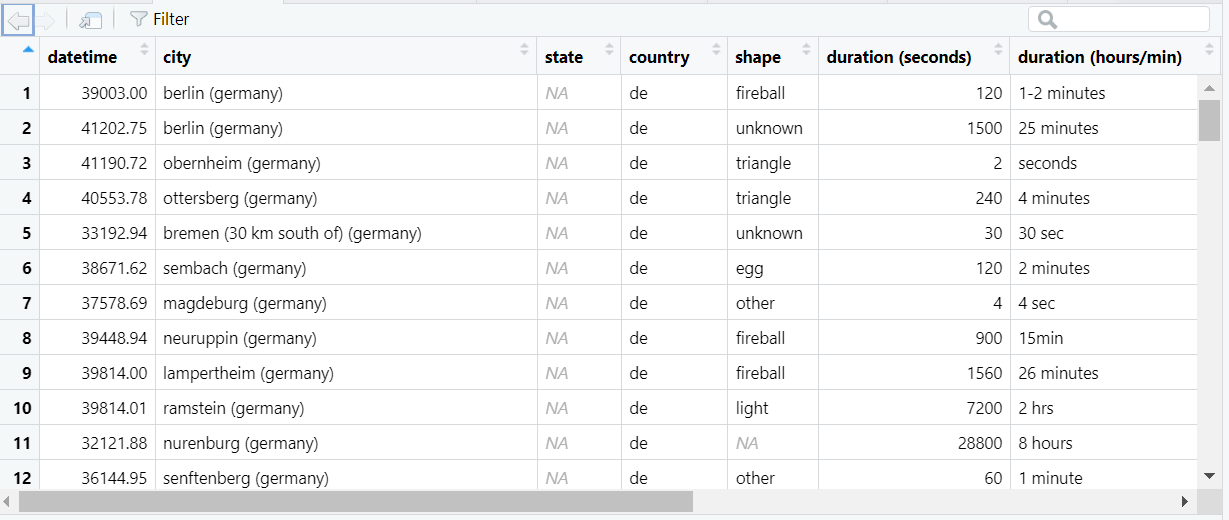 Filter
datetime city state country shape duration (seconds) duration (hours/min)
1 39003.00 berlin (germany) NA de fireball 120 1-2 minutes
2 41202.75 berlin (germany) NA de unknown 1500 25 minutes
3 41190.72 obernheim (germany) NA de triangle 2 seconds
4 40553.78 ottersberg (germany) NA de triangle 240 4 minutes
5 33192.94 bremen (30 km south of) (germany) NA de unknown 30 30 sec
6 38671.62 sembach (germany) NA de egg 120 2 minutes
7 37578.69 magdeburg (germany) NA de other 4 4 sec
8 39448.94 neuruppin (germany) NA de fireball 900 15min
9 39814.00 lampertheim (germany) NA de fireball 1560 26 minutes
10 39814.01 ramstein (germany) NA de light 7200 2 hrs
11 32121.88 nurenburg (germany) NA de NA 28800 8 hours
12 36144.95 senftenberg (germany) NA de other 60 1 minute